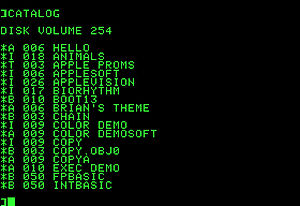 ]CATALOG
DISK VOLUME 254
*A 006 HELLO
*I 018 ANIMALS
*T 003 APPLE PROMS
*I 006 APPLESOFT
*I 026 APPLEVISION
*I 017 BIORHYTHM
*B 010 BOOT13
*A 006 BRIAN'S THEME
*B 003 CHAIN
*I 009 COLOR DEMO
*A 009 COLOR DEMOSOFT
*I 009 COPY
*B 003 COPY.OBJ0
*A 009 COPYA
*A 010 EXEC DEMO
*B 050 FPBASIC
*B 050 INTBASIC
]